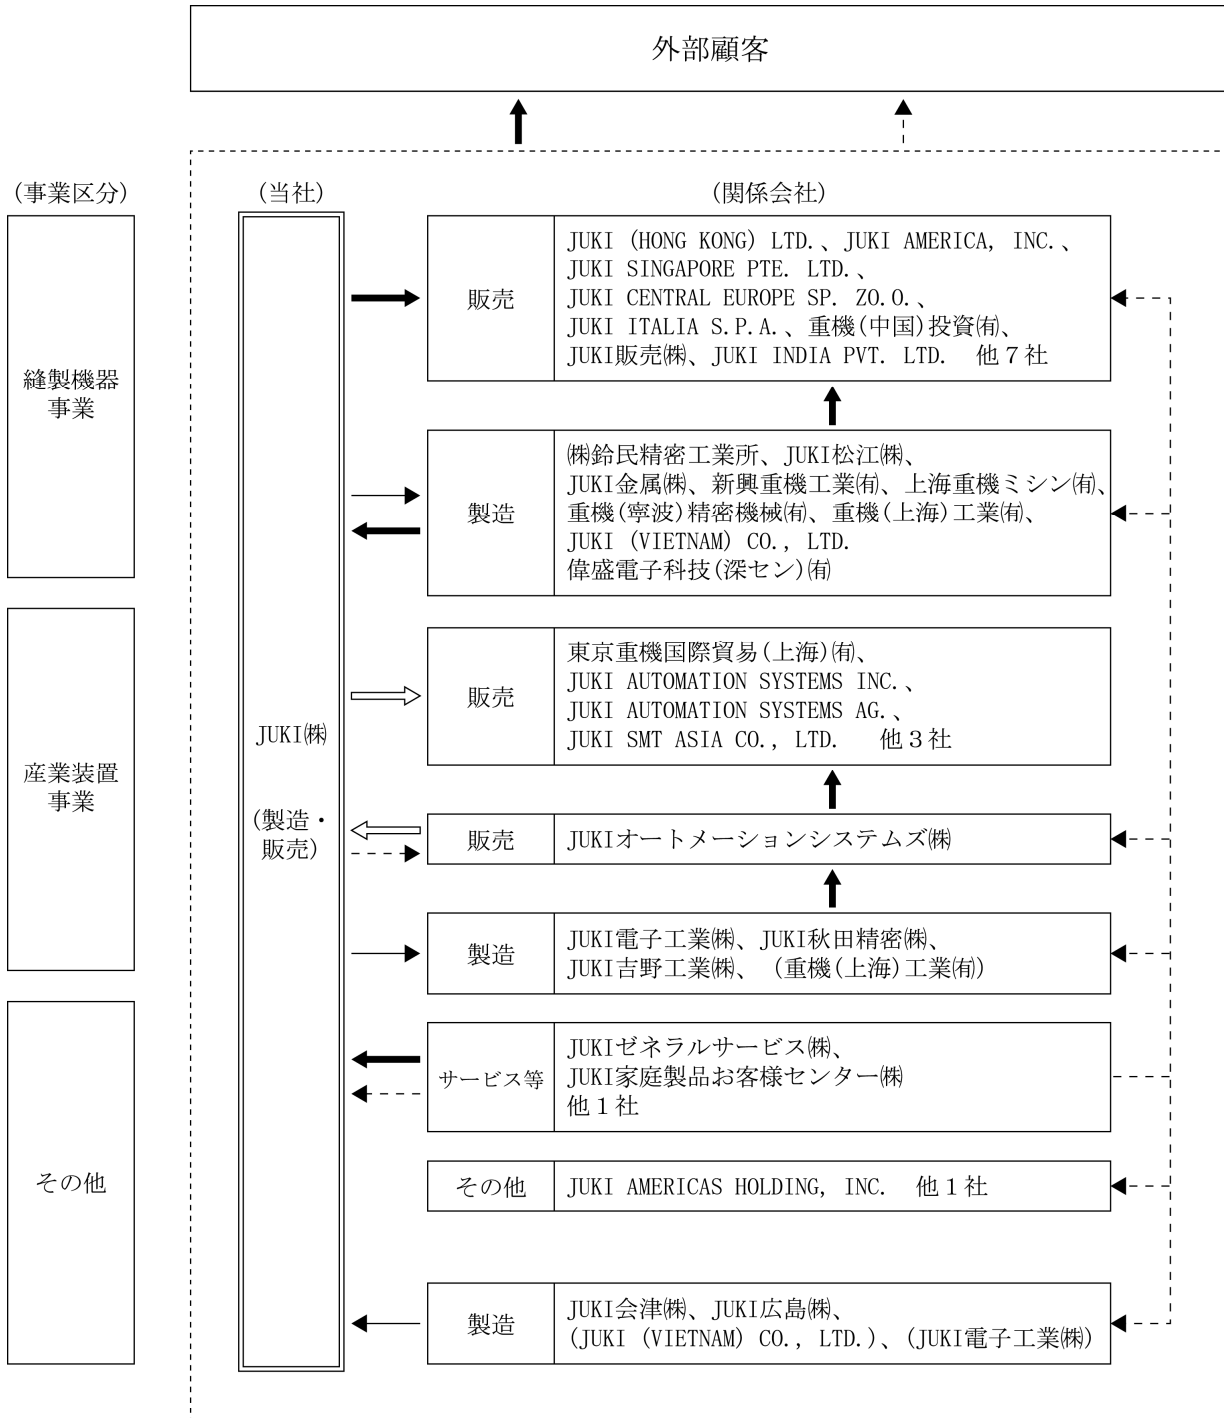 外部顧客
(事業区分)
(当社)
(関係会社)
縫製機器
事業
産業装置
事業
その他
JUKI㈱
(製造・
販売)
販売
JUKI (HONG KONG) LTD.、JUKI AMERICA, INC.、
JUKI SINGAPORE PTE. LTD.、
JUKI CENTRAL EUROPE SP. ZO.O.、
JUKI ITALIA S.P.A.、重機(中国)投資㈲、
JUKI販売㈱、JUKI INDIA PVT. LTD. 他７社
製造
㈱鈴民精密工業所、JUKI松江㈱、
JUKI金属㈱、新興重機工業㈲、上海重機ミシン㈲、
重機(寧波)精密機械㈲、重機(上海)工業㈲、
JUKI (VIETNAM) CO., LTD.
偉盛電子科技(深セン)㈲
販売
東京重機国際貿易(上海)㈲、
JUKI AUTOMATION SYSTEMS INC.、
JUKI AUTOMATION SYSTEMS AG.、
JUKI SMT ASIA CO., LTD. 他３社
販売
JUKIオートメーションシステムズ㈱
製造
JUKI電子工業㈱、JUKI秋田精密㈱、
JUKI吉野工業㈱、(重機(上海)工業㈲)
サービス等
JUKIゼネラルサービス㈱、
JUKI家庭製品お客様センター㈱
他１社
その他
JUKI AMERICAS HOLDING, INC. 他１社
製造
JUKI会津㈱、JUKI広島㈱、
(JUKI (VIETNAM) CO., LTD.)、(JUKI電子工業㈱)